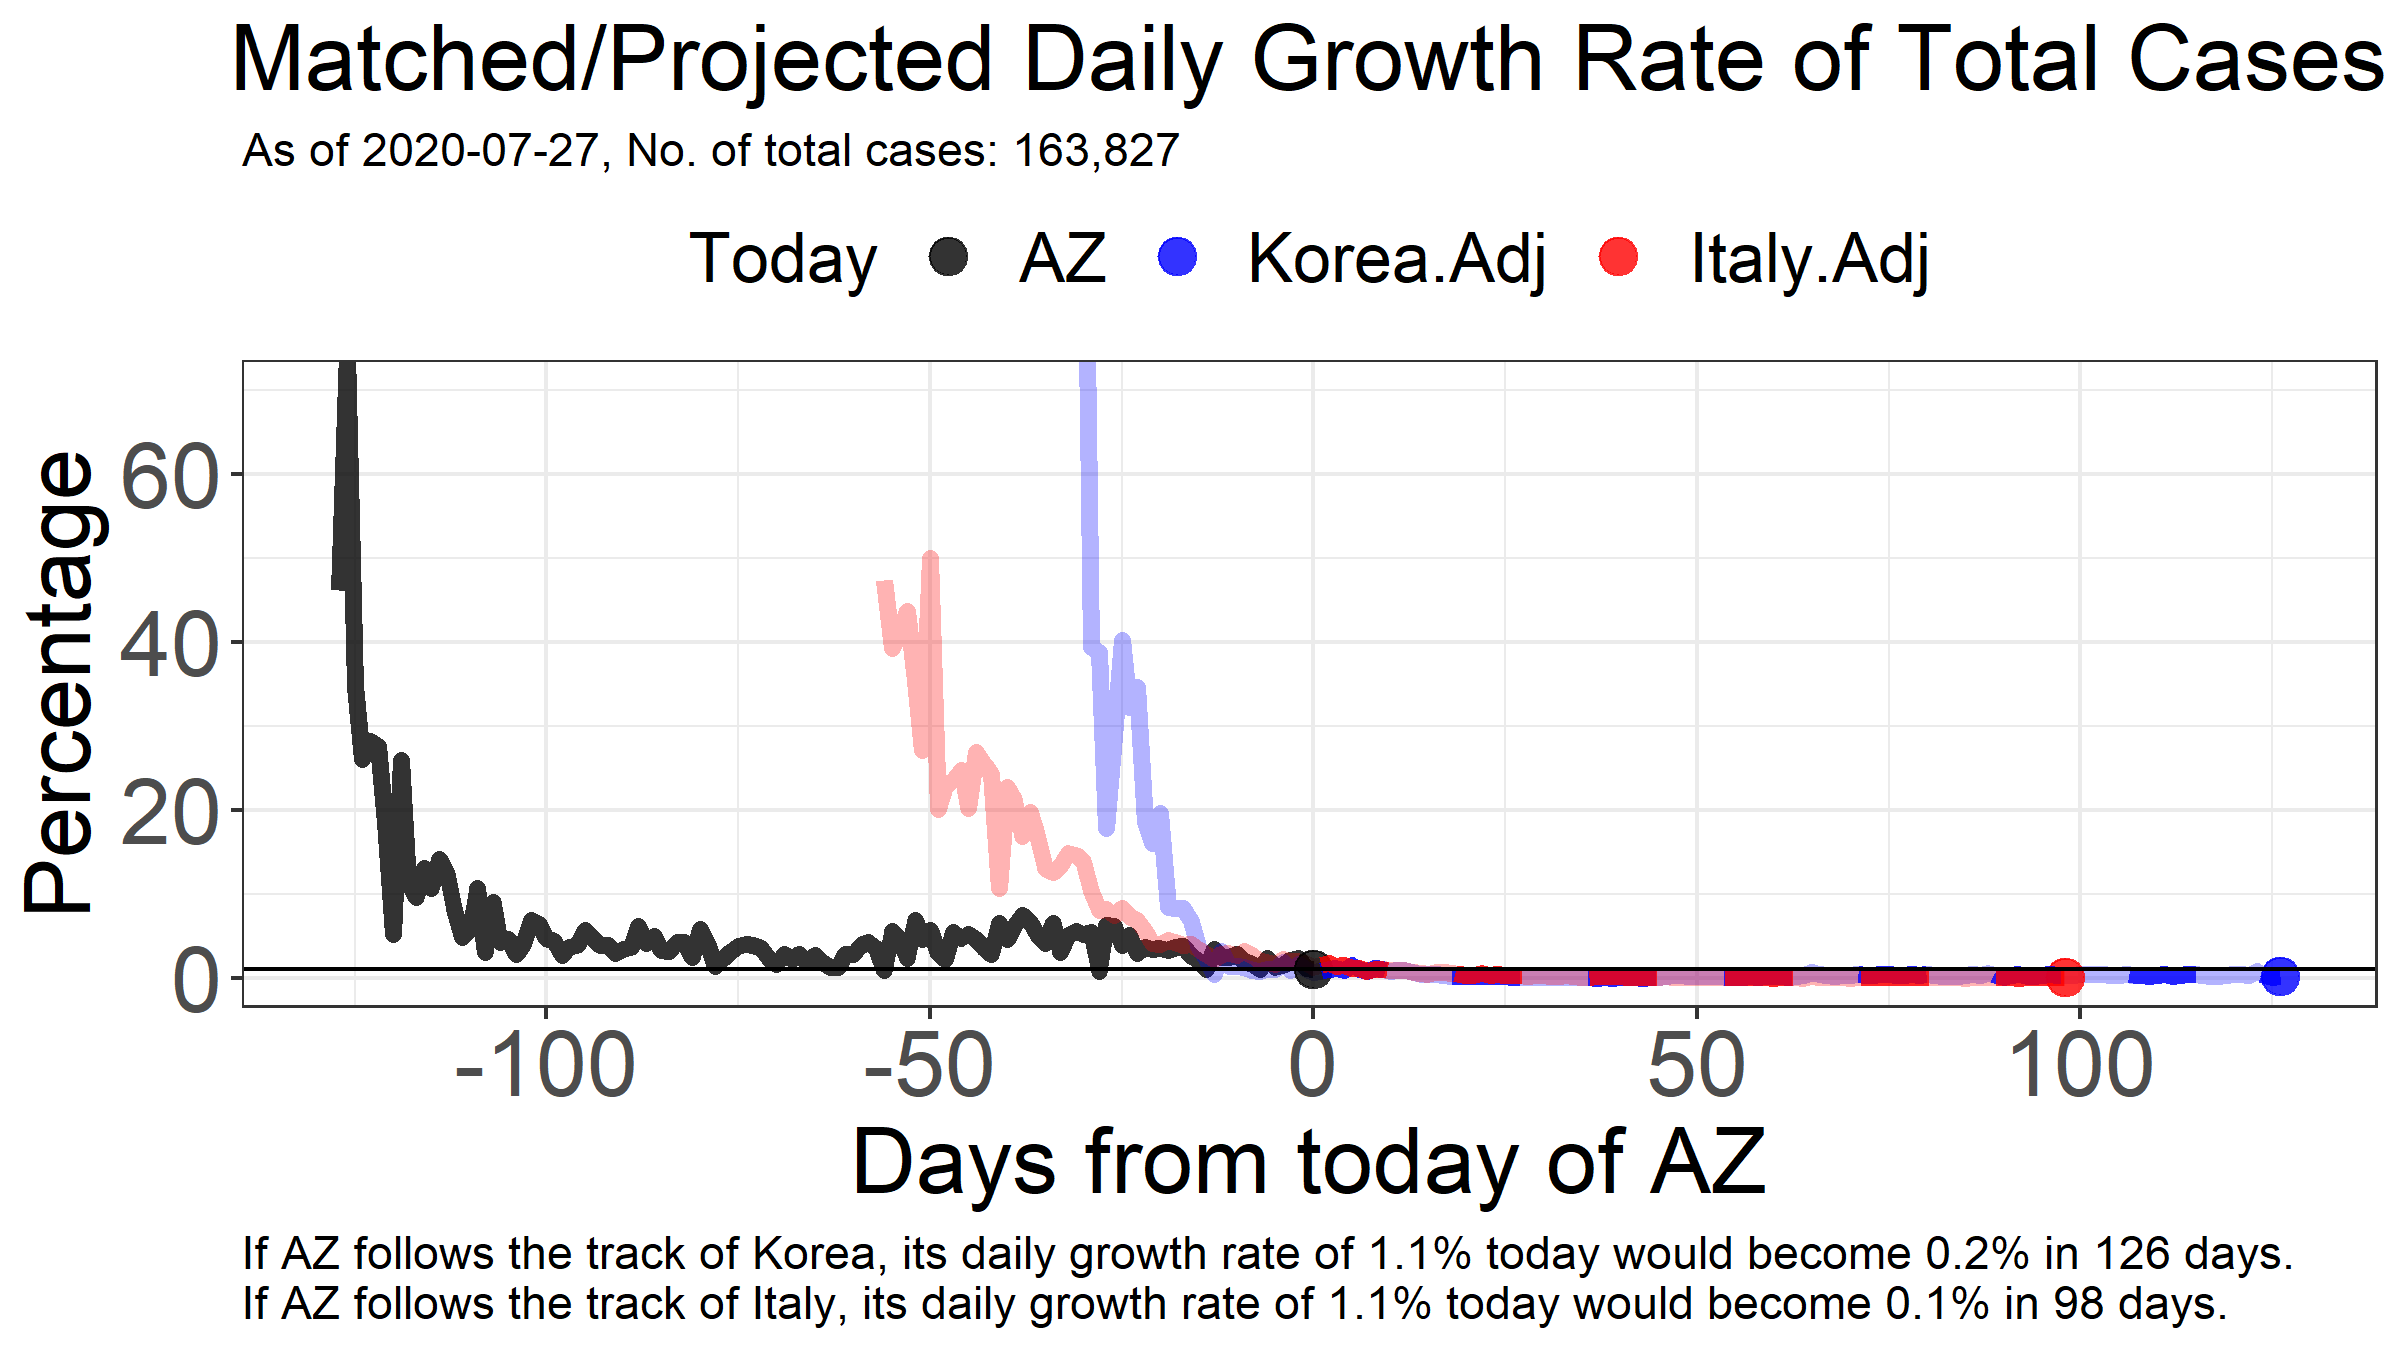 Matched/Projected Daily Growth Rate of Total Cases
As of 2020-07-27, No. of total cases: 163,827
Today AZ Korea.Adj Italy.Adj
Percentage
60
40
20
0
-100 -50 0 50 100
Days from today of AZ
If AZ follows the track of Korea, its daily growth rate of 1.1% today would become 0.2% in 126 days.
If AZ follows the track of Italy, its daily growth rate of 1.1% today would become 0.1% in 98 days.